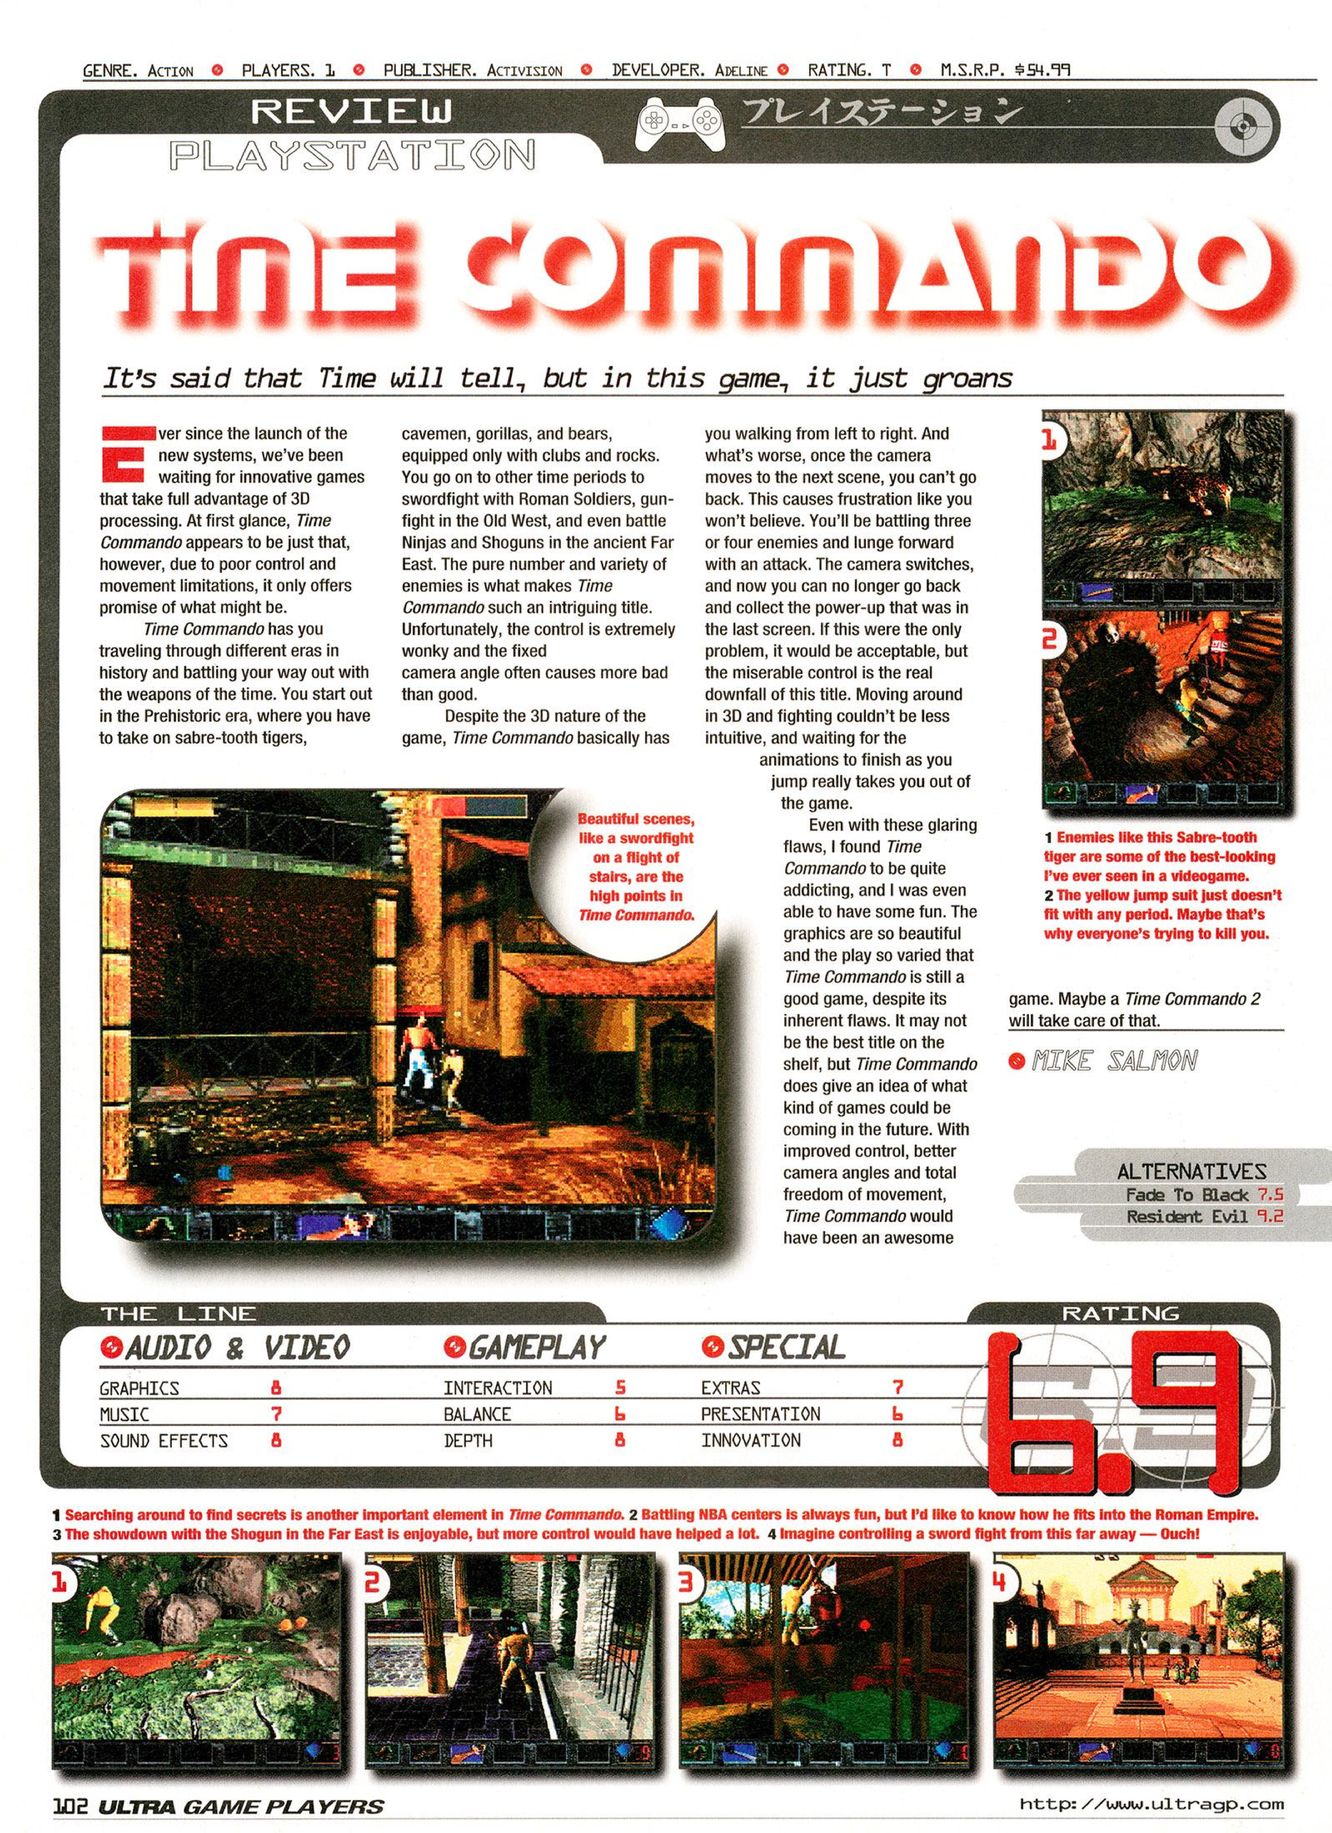 GENRE. ACTION PLAYERS. 1 PUBLISHER. ACTIVISION DEVELOPER. ADELINE RATING. T M.S.R.P. $54.99
REVIEW
プレイステーション
PLAYSTATION
TIME COMMANDO
It's said that Time will tell, but in this game, it just groans
Ever since the launch of the
new systems, we've been
waiting for innovative games
that take full advantage of 3D
processing. At first glance, Time
Commando appears to be just that,
however, due to poor control and
movement limitations, it only offers
promise of what might be.
Time Commando has you
traveling through different eras in
history and battling your way out with
the weapons of the time. You start out
in the Prehistoric era, where you have
to take on sabre-tooth tigers,
cavemen, gorillas, and bears,
equipped only with clubs and rocks.
You go on to other time periods to
swordfight with Roman Soldiers, gun-
fight in the Old West, and even battle
Ninjas and Shoguns in the ancient Far
East. The pure number and variety of
enemies is what makes Time
Commando such an intriguing title.
Unfortunately, the control is extremely
wonky and the fixed
camera angle often causes more bad
than good.
Despite the 3D nature of the
game, Time Commando basically has
you walking from left to right. And
what's worse, once the camera
moves to the next scene, you can't go
back. This causes frustration like you
won't believe. You'll be battling three
or four enemies and lunge forward
with an attack. The camera switches,
and now you can no longer go back
and collect the power-up that was in
the last screen. If this were the only
problem, it would be acceptable, but
the miserable control is the real
downfall of this title. Moving around
in 3D and fighting couldn't be less
intuitive, and waiting for the
animations to finish as you
jump really takes you out of
the game.
Even with these glaring
flaws, I found Time
Commando to be quite
addicting, and I was even
able to have some fun. The
graphics are so beautiful
and the play so varied that
Time Commando is still a
good game, despite its
inherent flaws. It may not
be the best title on the
shelf, but Time Commando
does give an idea of what
kind of games could be
coming in the future. With
improved control, better
camera angles and total
freedom of movement,
Time Commando would
have been an awesome
game. Maybe a Time Commando 2
will take care of that.
MIKE SALMON
Beautiful scenes,
like a swordfight
on a flight of
stairs, are the
high points in
Time Commando.
1
2
1 Enemies like this Sabre-tooth
tiger are some of the best-looking
I've ever seen in a videogame.
2 The yellow jump suit just doesn't
fit with any period. Maybe that's
why everyone's trying to kill you.
ALTERNATIVES
Fade To Black 7.5
Resident Evil 9.2
THE LINE
AUDIO & VIDEO
GRAPHICS 8
MUSIC 7
SOUND EFFECTS 8
GAMEPLAY
INTERACTION 5
BALANCE 6
DEPTH 8
SPECIAL
EXTRAS 7
PRESENTATION 6
INNOVATION 8
RATING
6.9
1 Searching around to find secrets is another important element in Time Commando. 2 Battling NBA centers is always fun, but I'd like to know how he fits into the Roman Empire.
3 The showdown with the Shogun in the Far East is enjoyable, but more control would have helped a lot. 4 Imagine controlling a sword fight from this far away — Ouch!
1
2
3
4
102 ULTRA GAME PLAYERS
http://www.ultragp.com